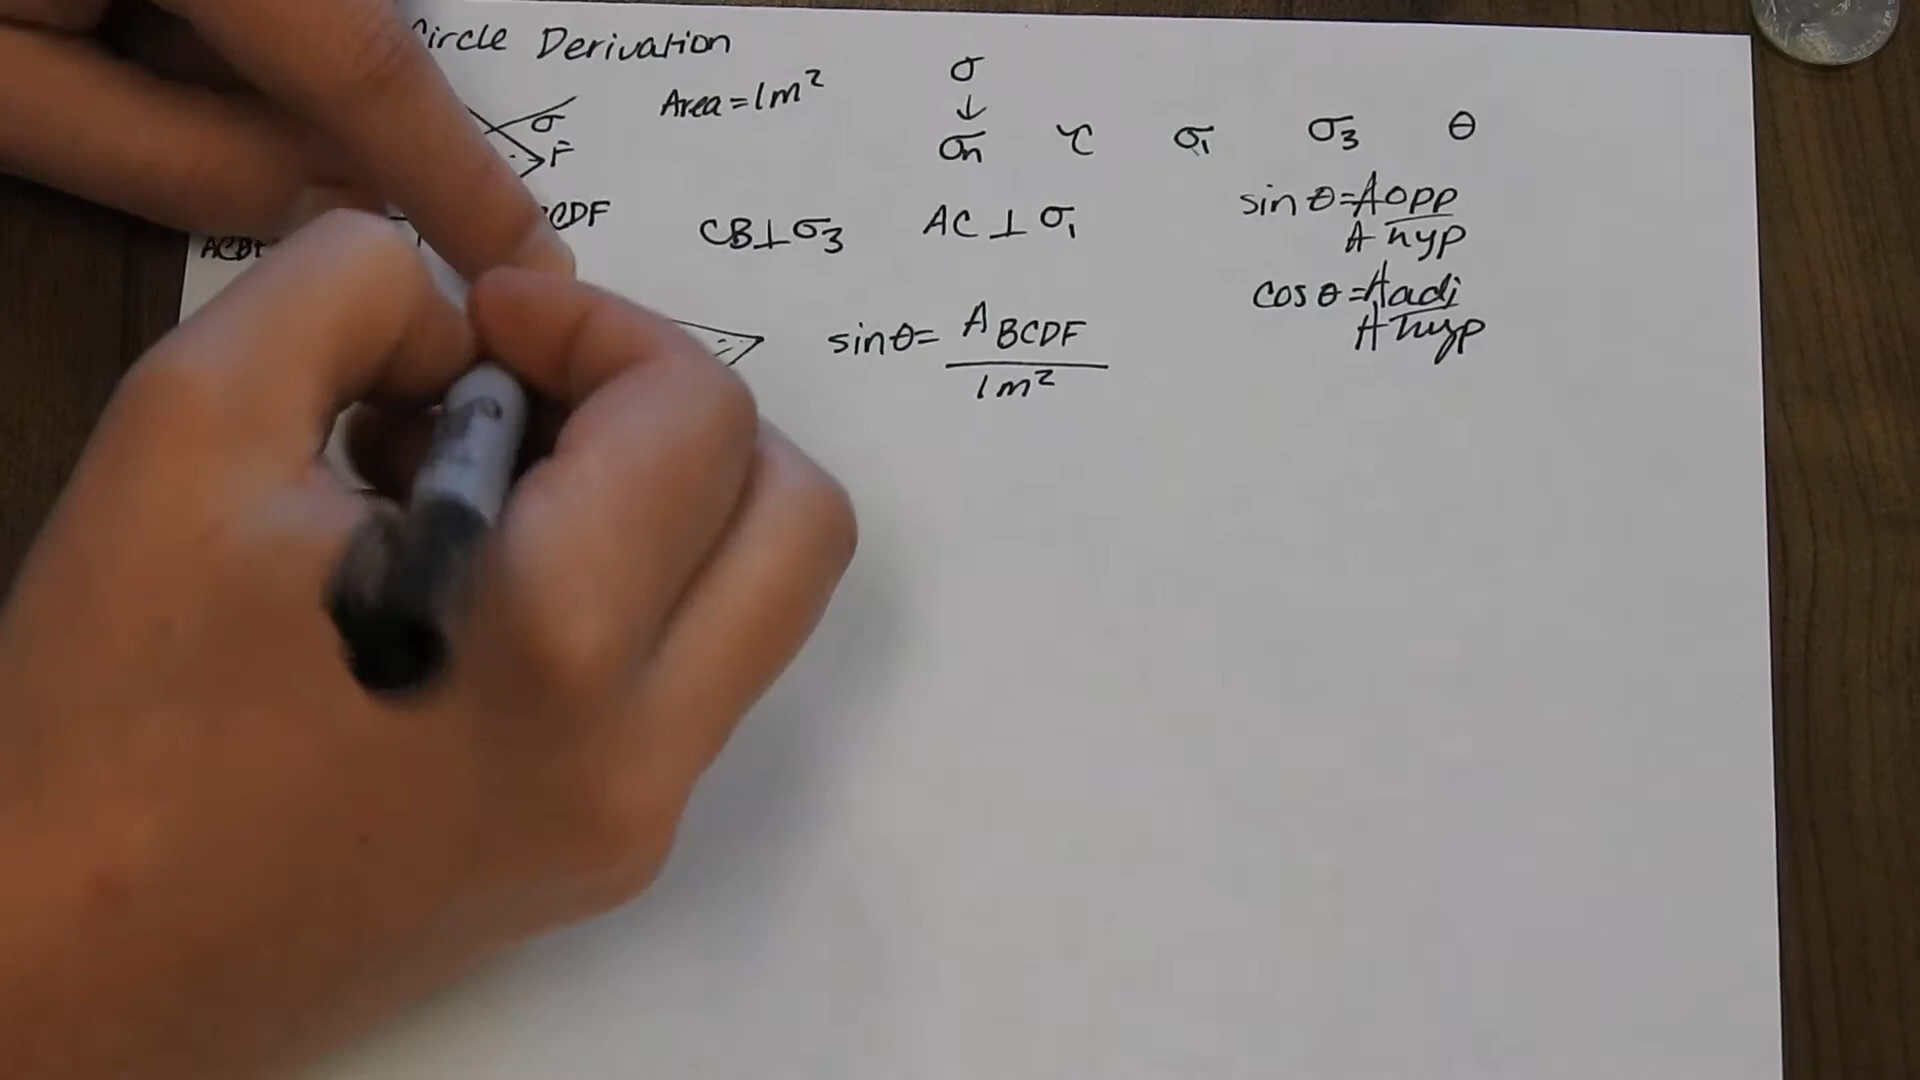 Circle Derivation
Area = 1m²
σ
↓
σn τ σ1 σ3 θ
σ
F
CDF
CB⊥σ3 AC⊥σ1
sin θ = A opp
A hyp
cos θ = A adj
A hyp
sin θ = A BCDF
1m²